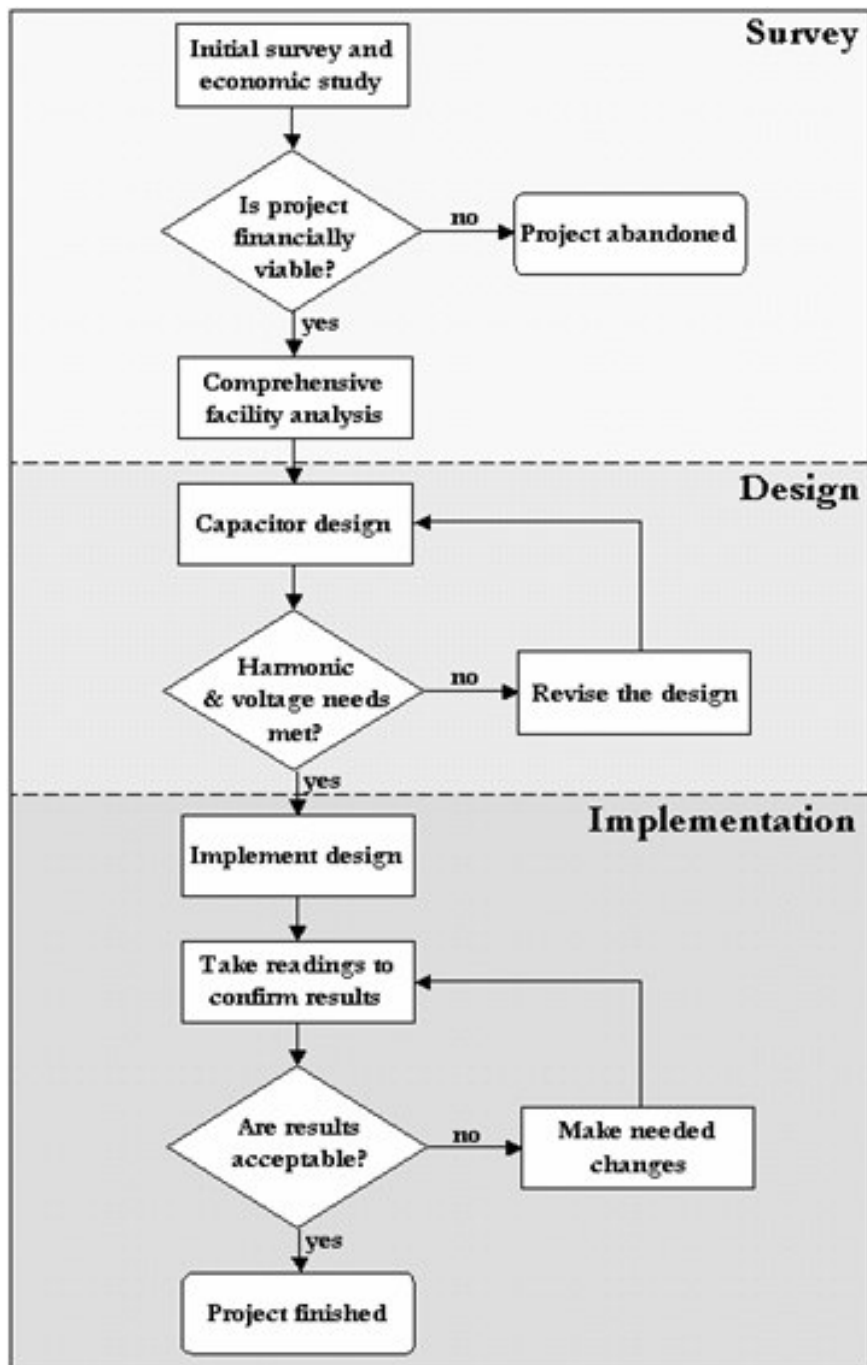 Survey
Initial survey and
economic study
Is project
financially
viable?
no
Project abandoned
yes
Comprehensive
facility analysis
Design
Capacitor design
Harmonic
& voltage needs
met?
no
Revise the design
yes
Implementation
Implement design
Take readings to
confirm results
Are results
acceptable?
no
Make needed
changes
yes
Project finished